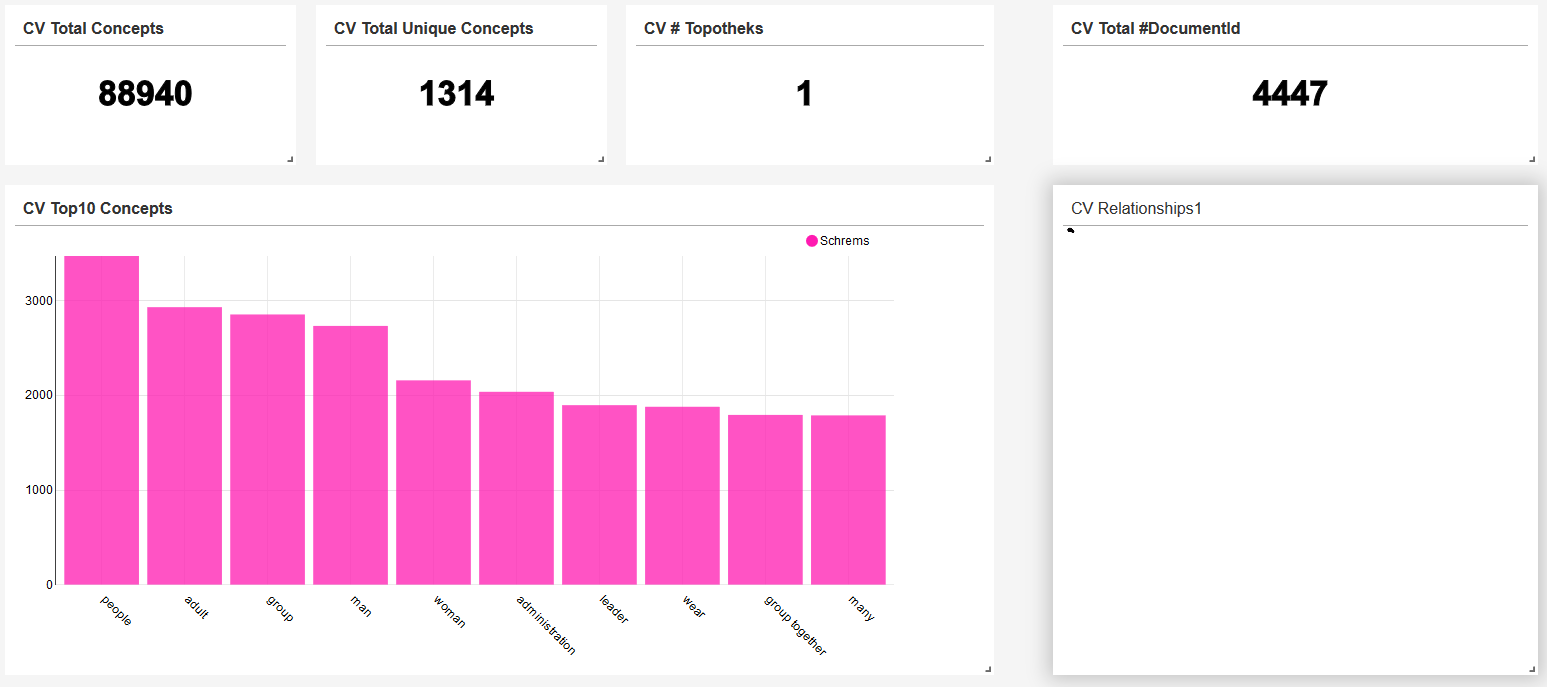 CV Total Concepts
88940
CV Total Unique Concepts
1314
CV # Topotheks
1
CV Total #DocumentId
4447
CV Top10 Concepts
Schrems
3000
2000
1000
0
people
adult
group
man
woman
administration
leader
wear
group together
many
CV Relationships1